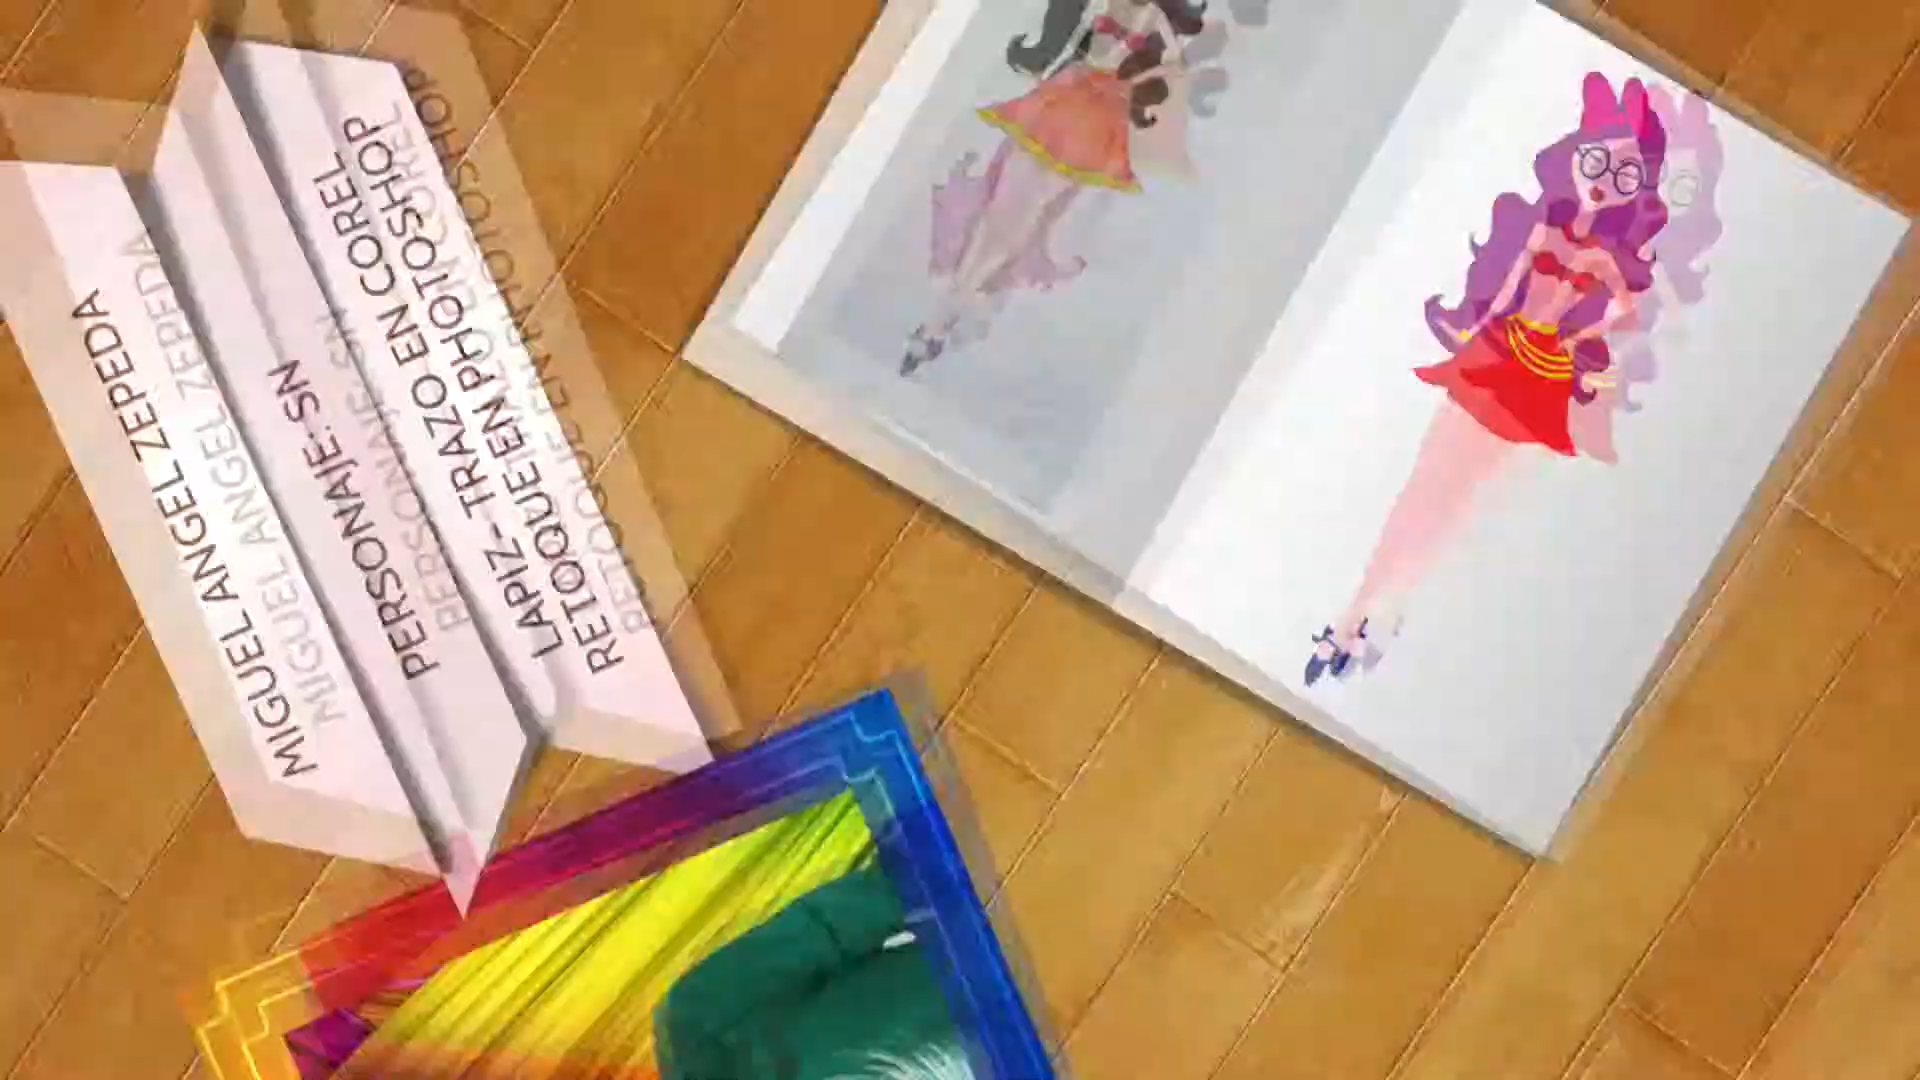 MIGUEL ANGEL ZEPEDA
PERSONAJE: SN
LAPIZ - TRAZO EN COREL
RETOQUE EN PHOTOSHOP